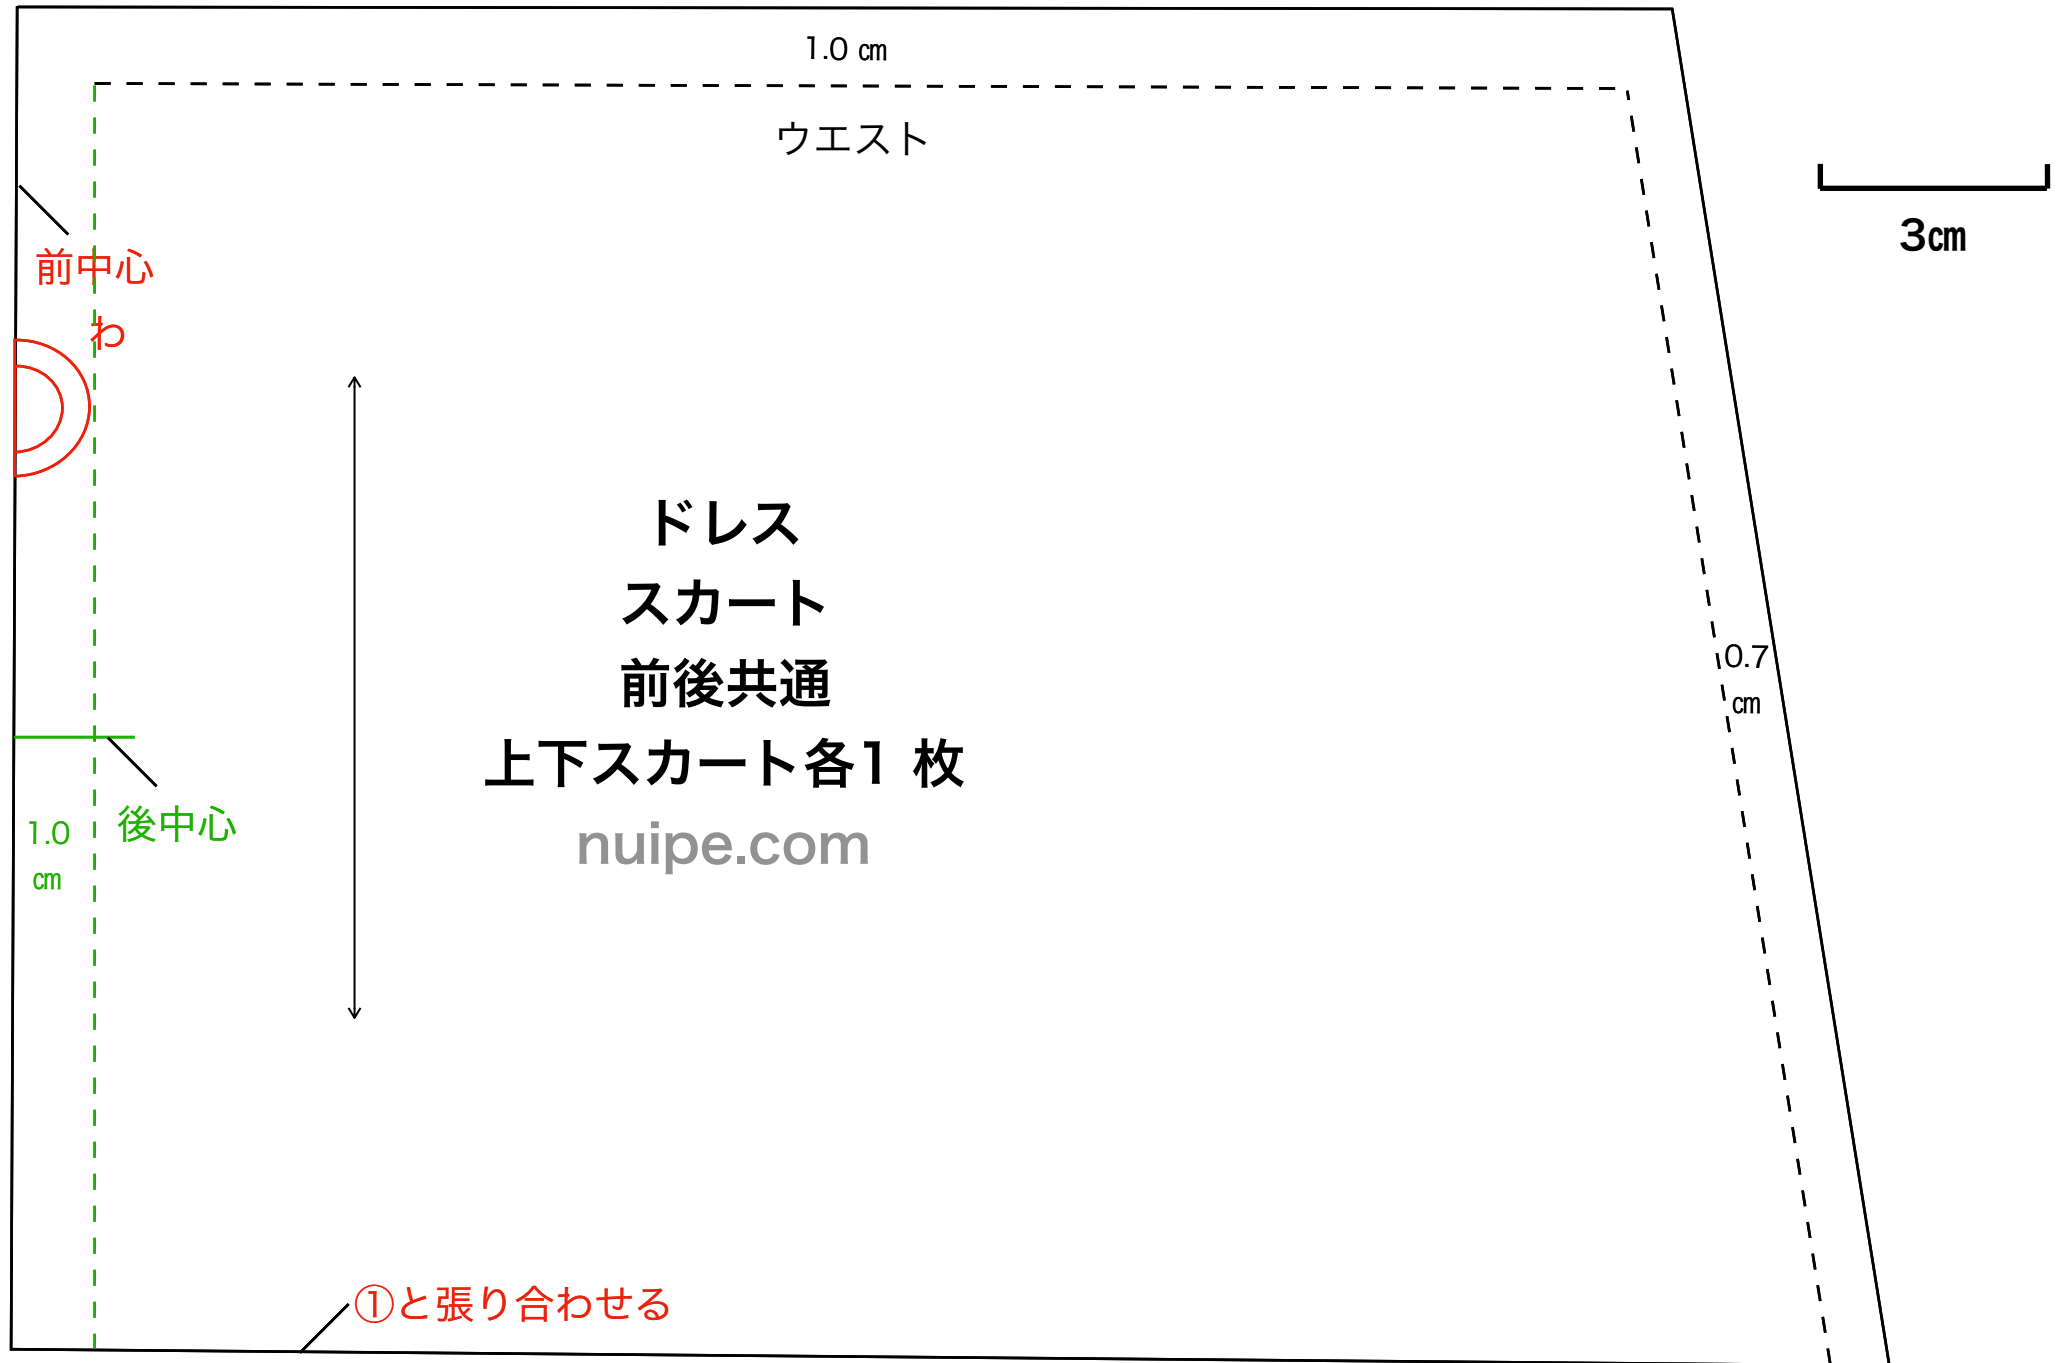 1.0 ㎝
ウエスト
3㎝
前中心
わ
ドレス
スカート
前後共通
0.7
㎝
上下スカート各1 枚
後中心
1.0
㎝
nuipe.com
①と張り合わせる